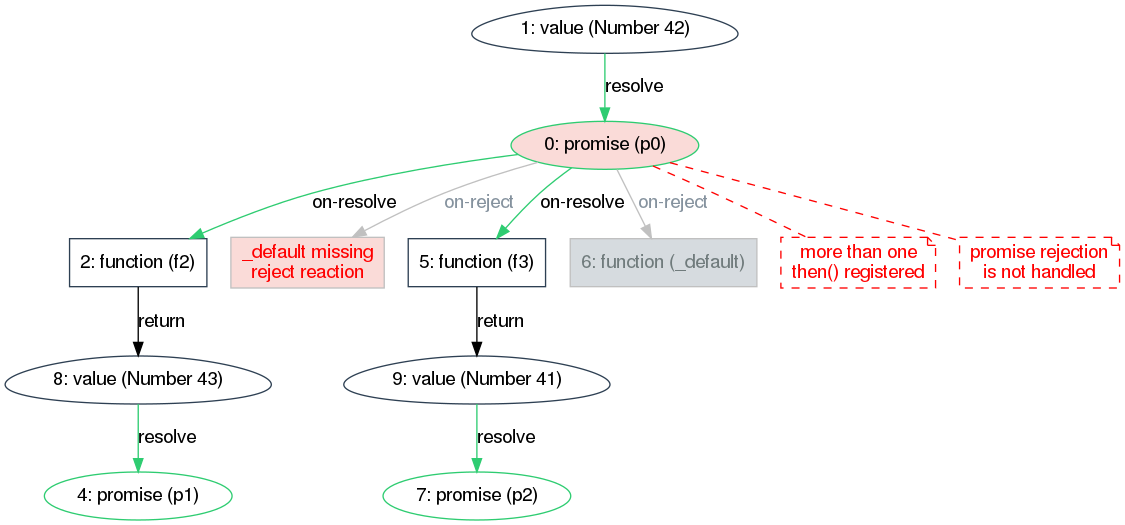 1: value (Number 42)
resolve
0: promise (p0)
on-resolve
on-reject
on-resolve
on-reject
2: function (f2)
_default missing
reject reaction
5: function (f3)
6: function (_default)
more than one
then() registered
promise rejection
is not handled
return
return
8: value (Number 43)
9: value (Number 41)
resolve
resolve
4: promise (p1)
7: promise (p2)